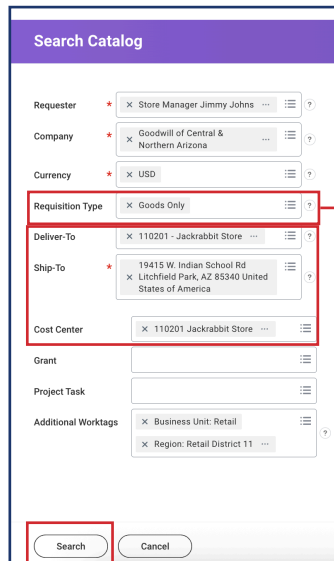 Search Catalog
Requester * × Store Manager Jimmy Johns ... ?
Company * × Goodwill of Central &
Northern Arizona ... ?
Currency * × USD ?
Requisition Type × Goods Only ?
Deliver-To × 110201 - Jackrabbit Store ... ?
Ship-To * × 19415 W. Indian School Rd
Litchfield Park, AZ 85340 United
States of America ?
Cost Center × 110201 Jackrabbit Store ...
Grant
Project Task
Additional Worktags × Business Unit: Retail
× Region: Retail District 11 ... ?
Search Cancel